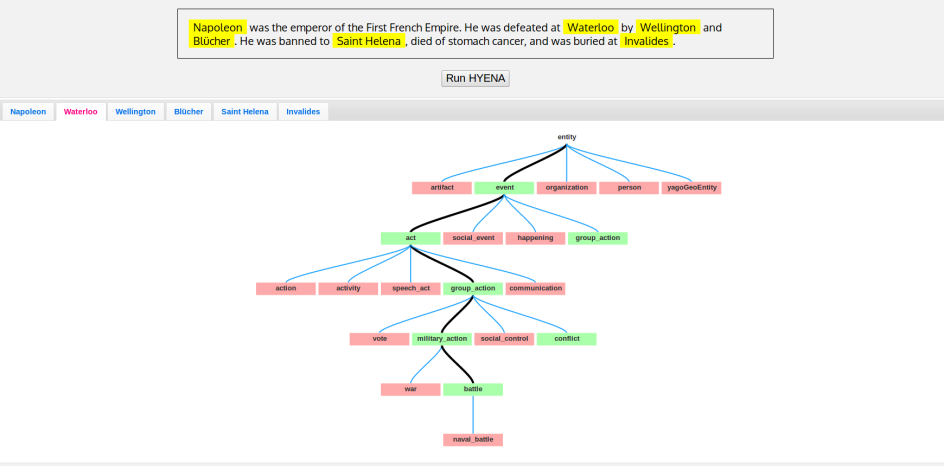 Napoleon was the emperor of the First French Empire. He was defeated at Waterloo by Wellington and
Blücher . He was banned to Saint Helena , died of stomach cancer, and was buried at Invalides .
Run HYENA
Napoleon Waterloo Wellington Blücher Saint Helena Invalides
entity
artifact event organization person yagoGeoEntity
act social_event happening group_action
action activity speech_act group_action communication
vote military_action social_control conflict
war battle
naval_battle